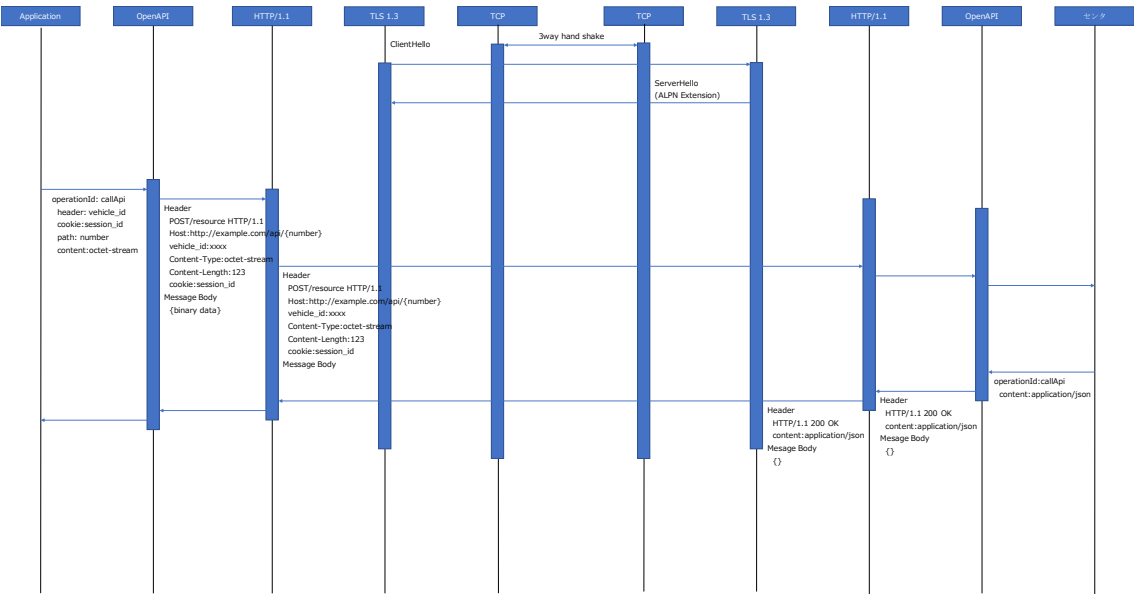 Application
OpenAPI
HTTP/1.1
TLS 1.3
TCP
TCP
TLS 1.3
HTTP/1.1
OpenAPI
センタ
3way hand shake
ClientHello
ServerHello
(ALPN Extension)
operationId: callApi
header: vehicle_id
cookie:session_id
path: number
content:octet-stream
Header
POST/resource HTTP/1.1
Host:http://example.com/api/{number}
vehicle_id:xxxx
Content-Type:octet-stream
Content-Length:123
cookie:session_id
Message Body
{binary data}
Header
POST/resource HTTP/1.1
Host:http://example.com/api/{number}
vehicle_id:xxxx
Content-Type:octet-stream
Content-Length:123
cookie:session_id
Message Body
operationId:callApi
content:application/json
Header
HTTP/1.1 200 OK
content:application/json
Mesage Body
{}
Header
HTTP/1.1 200 OK
content:application/json
Mesage Body
{}